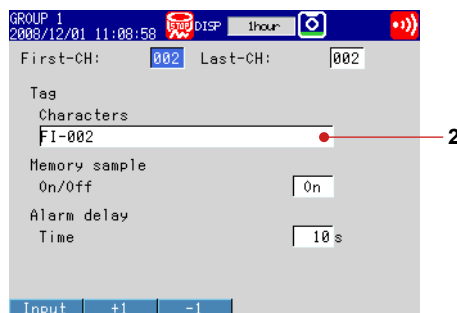 GROUP 1
2008/12/01 11:08:58 STOP DISP 1hour
First-CH: 002 Last-CH: 002
Tag
Characters
FI-002
2
Memory sample
On/Off On
Alarm delay
Time 10 s
Input +1 -1